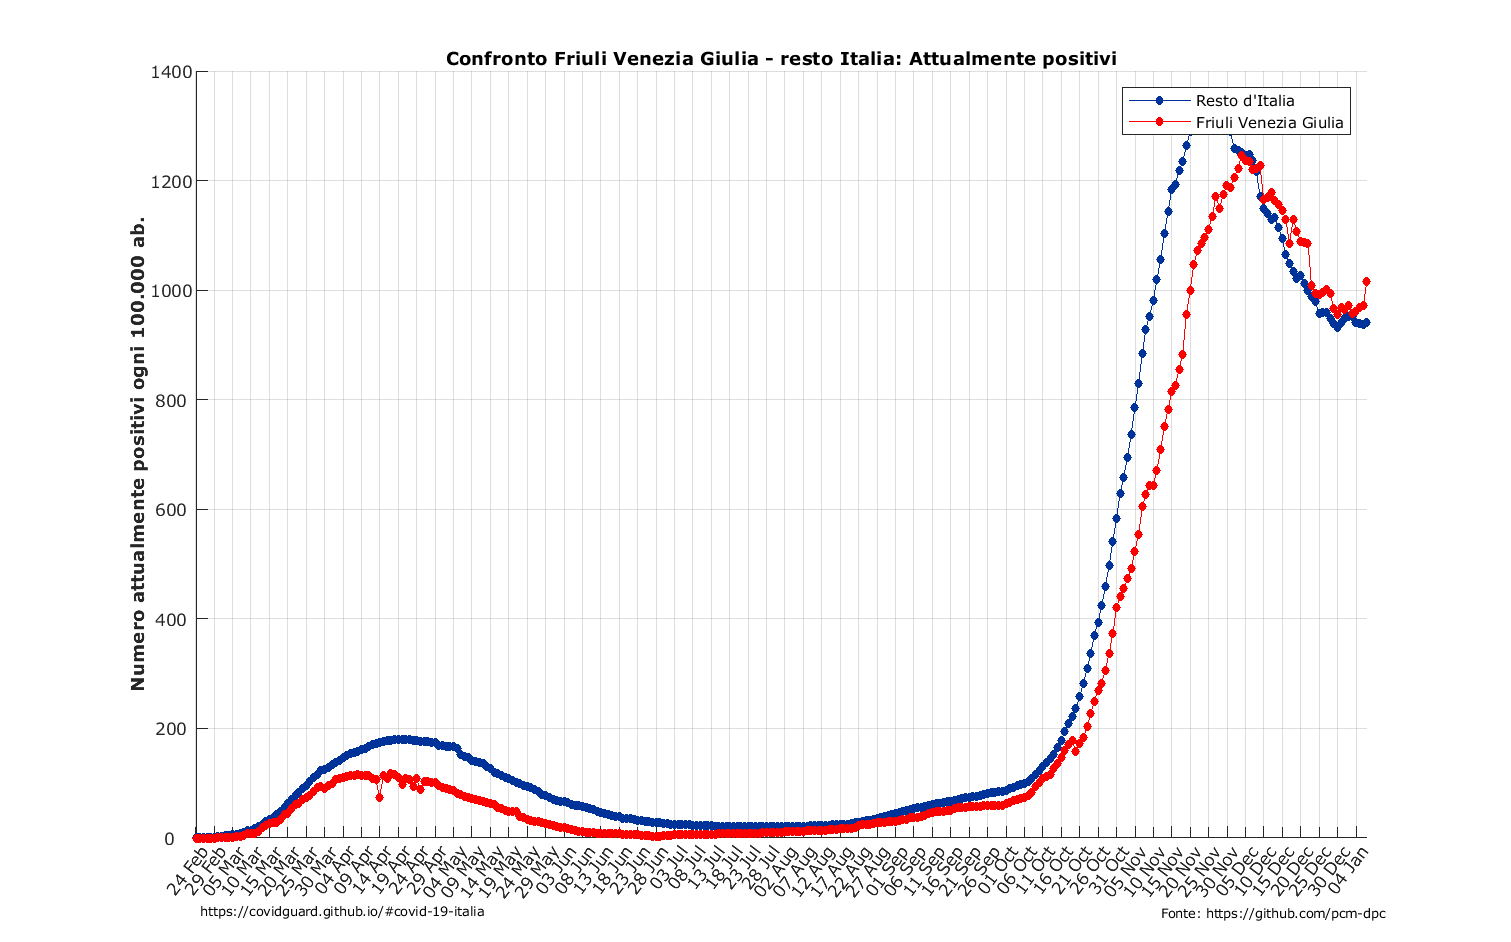 Confronto Friuli Venezia Giulia - resto Italia: Attualmente positivi
Resto d'Italia
Friuli Venezia Giulia
Numero attualmente positivi ogni 100.000 ab.
1400
1200
1000
800
600
400
200
0
24 Feb
29 Feb
05 Mar
10 Mar
15 Mar
20 Mar
25 Mar
30 Mar
04 Apr
09 Apr
14 Apr
19 Apr
24 Apr
29 Apr
04 May
09 May
14 May
19 May
24 May
29 May
03 Jun
08 Jun
13 Jun
18 Jun
23 Jun
28 Jun
03 Jul
08 Jul
13 Jul
18 Jul
23 Jul
28 Jul
02 Aug
07 Aug
12 Aug
17 Aug
22 Aug
27 Aug
01 Sep
06 Sep
11 Sep
16 Sep
21 Sep
26 Sep
01 Oct
06 Oct
11 Oct
16 Oct
21 Oct
26 Oct
31 Oct
05 Nov
10 Nov
15 Nov
20 Nov
25 Nov
30 Nov
05 Dec
10 Dec
15 Dec
20 Dec
25 Dec
30 Dec
04 Jan
https://covidguard.github.io/#covid-19-italia
Fonte: https://github.com/pcm-dpc